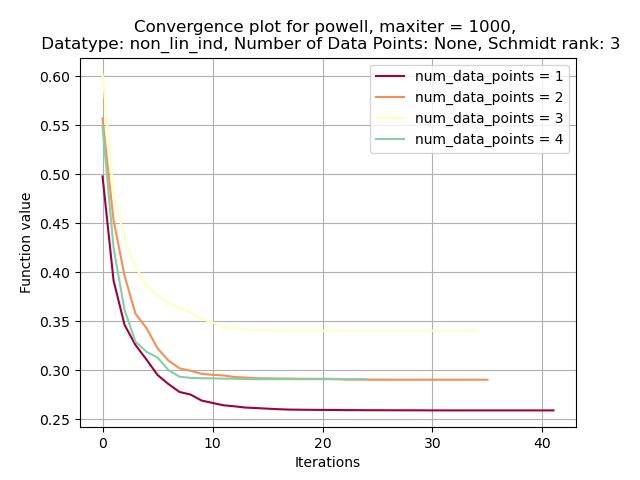 Convergence plot for powell, maxiter = 1000,
Datatype: non_lin_ind, Number of Data Points: None, Schmidt rank: 3
num_data_points = 1
num_data_points = 2
num_data_points = 3
num_data_points = 4
0.60
0.55
0.50
0.45
0.40
0.35
0.30
0.25
Function value
0 10 20 30 40
Iterations